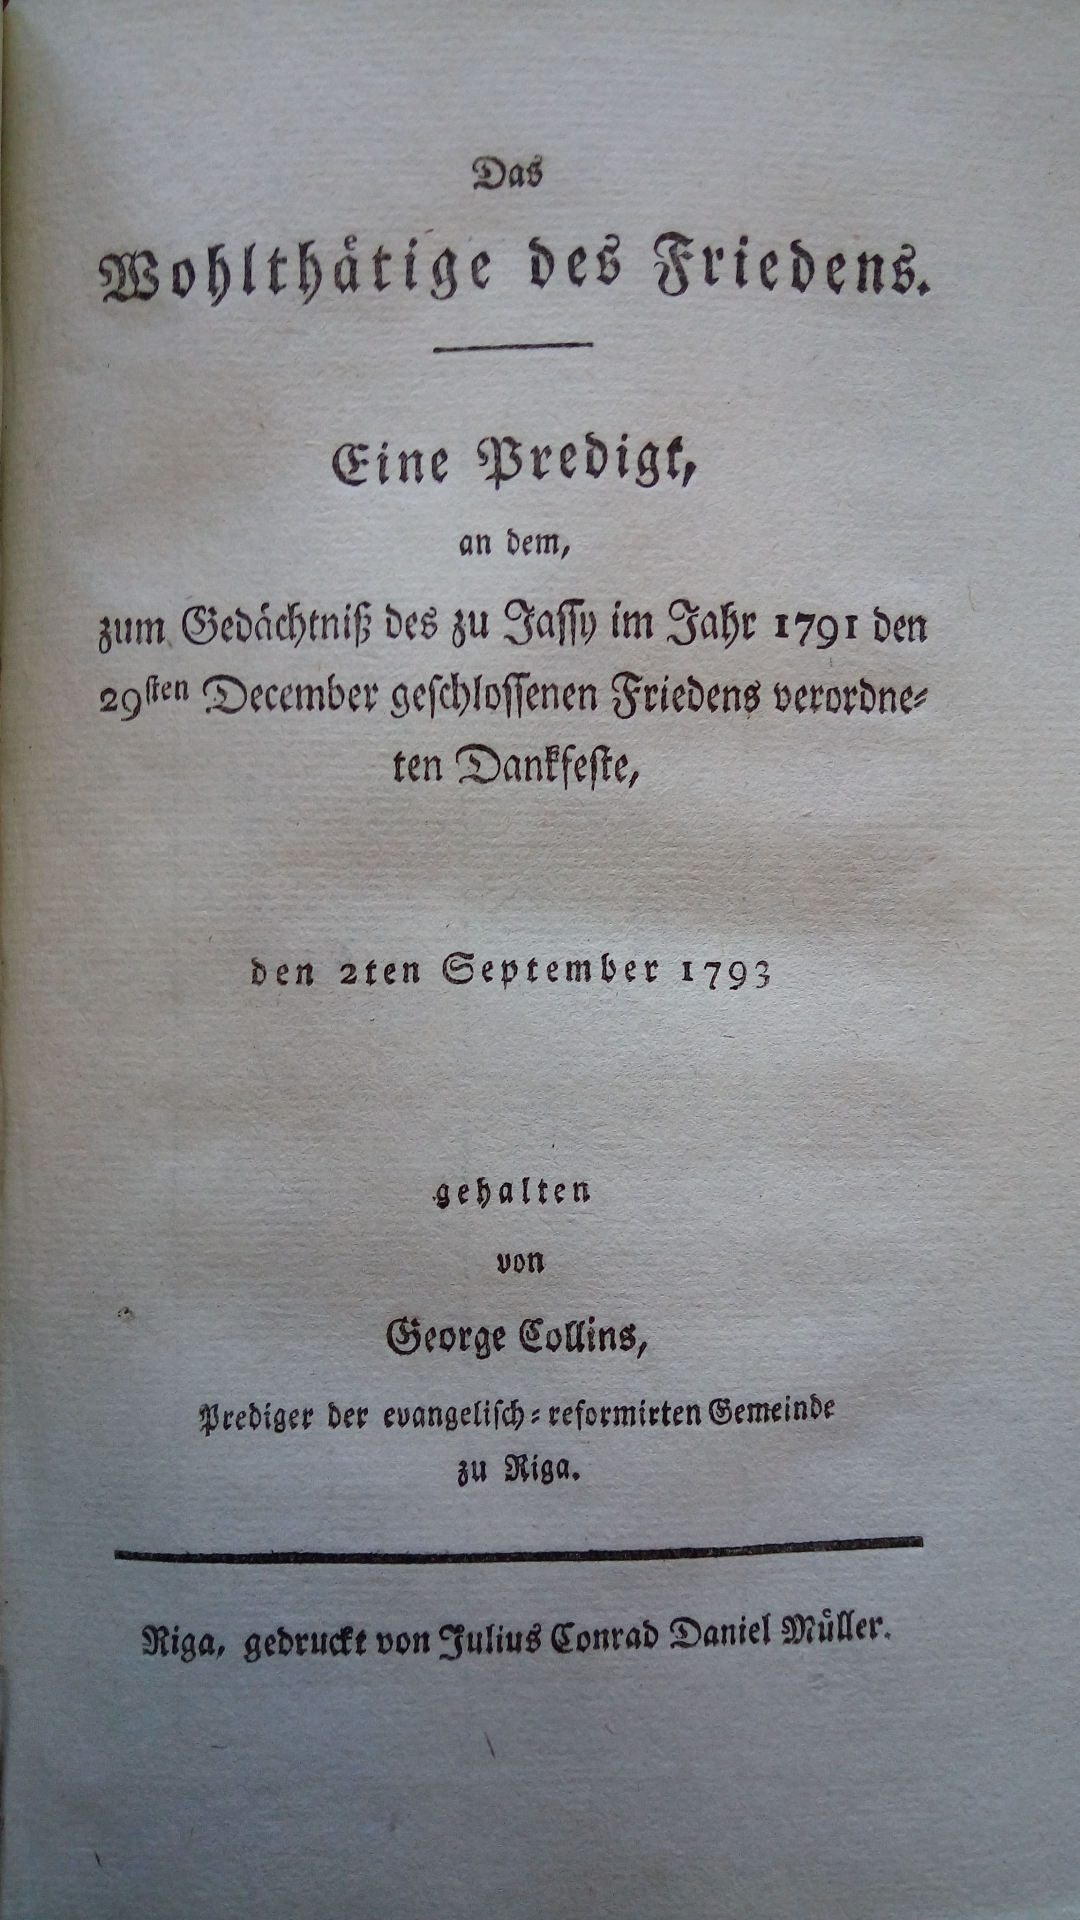 Das
Wohlthätige des Friedens.
Eine Predigt,
an dem,
zum Gedächtniß des zu Jassy im Jahr 1791 den
29sten December geschlossenen Friedens verordne-
ten Dankfeste,
den 2ten September 1793
gehalten
von
George Collins,
Prediger der evangelisch-reformirten Gemeinde
zu Riga.
Riga, gedruckt von Julius Conrad Daniel Müller.